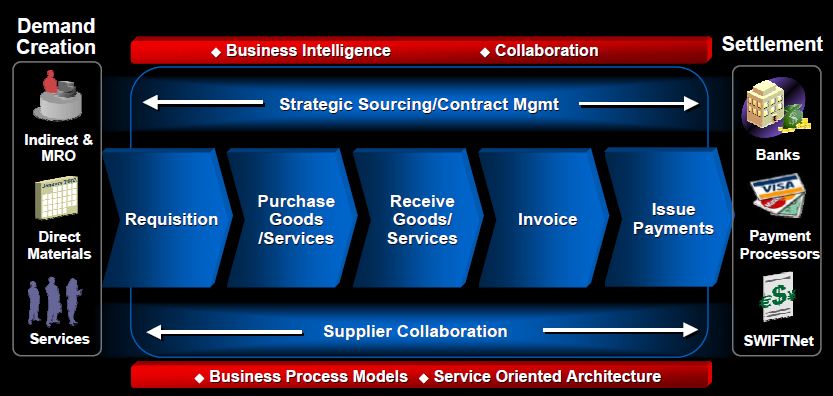 Demand
Creation
◆ Business Intelligence
◆ Collaboration
Settlement
Strategic Sourcing/Contract Mgmt
Indirect &
MRO
Direct
Materials
Services
Requisition
Purchase
Goods
/Services
Receive
Goods/
Services
Invoice
Issue
Payments
Banks
VISA
Payment
Processors
SWIFTNet
Supplier Collaboration
◆ Business Process Models
◆ Service Oriented Architecture